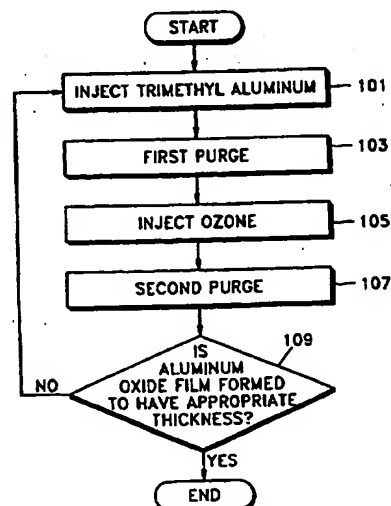 START
INJECT TRIMETHYL ALUMINUM
101
FIRST PURGE
103
INJECT OZONE
105
SECOND PURGE
107
IS
109
ALUMINUM
OXIDE FILM FORMED
TO HAVE APPROPRIATE
THICKNESS?
NO
YES
END